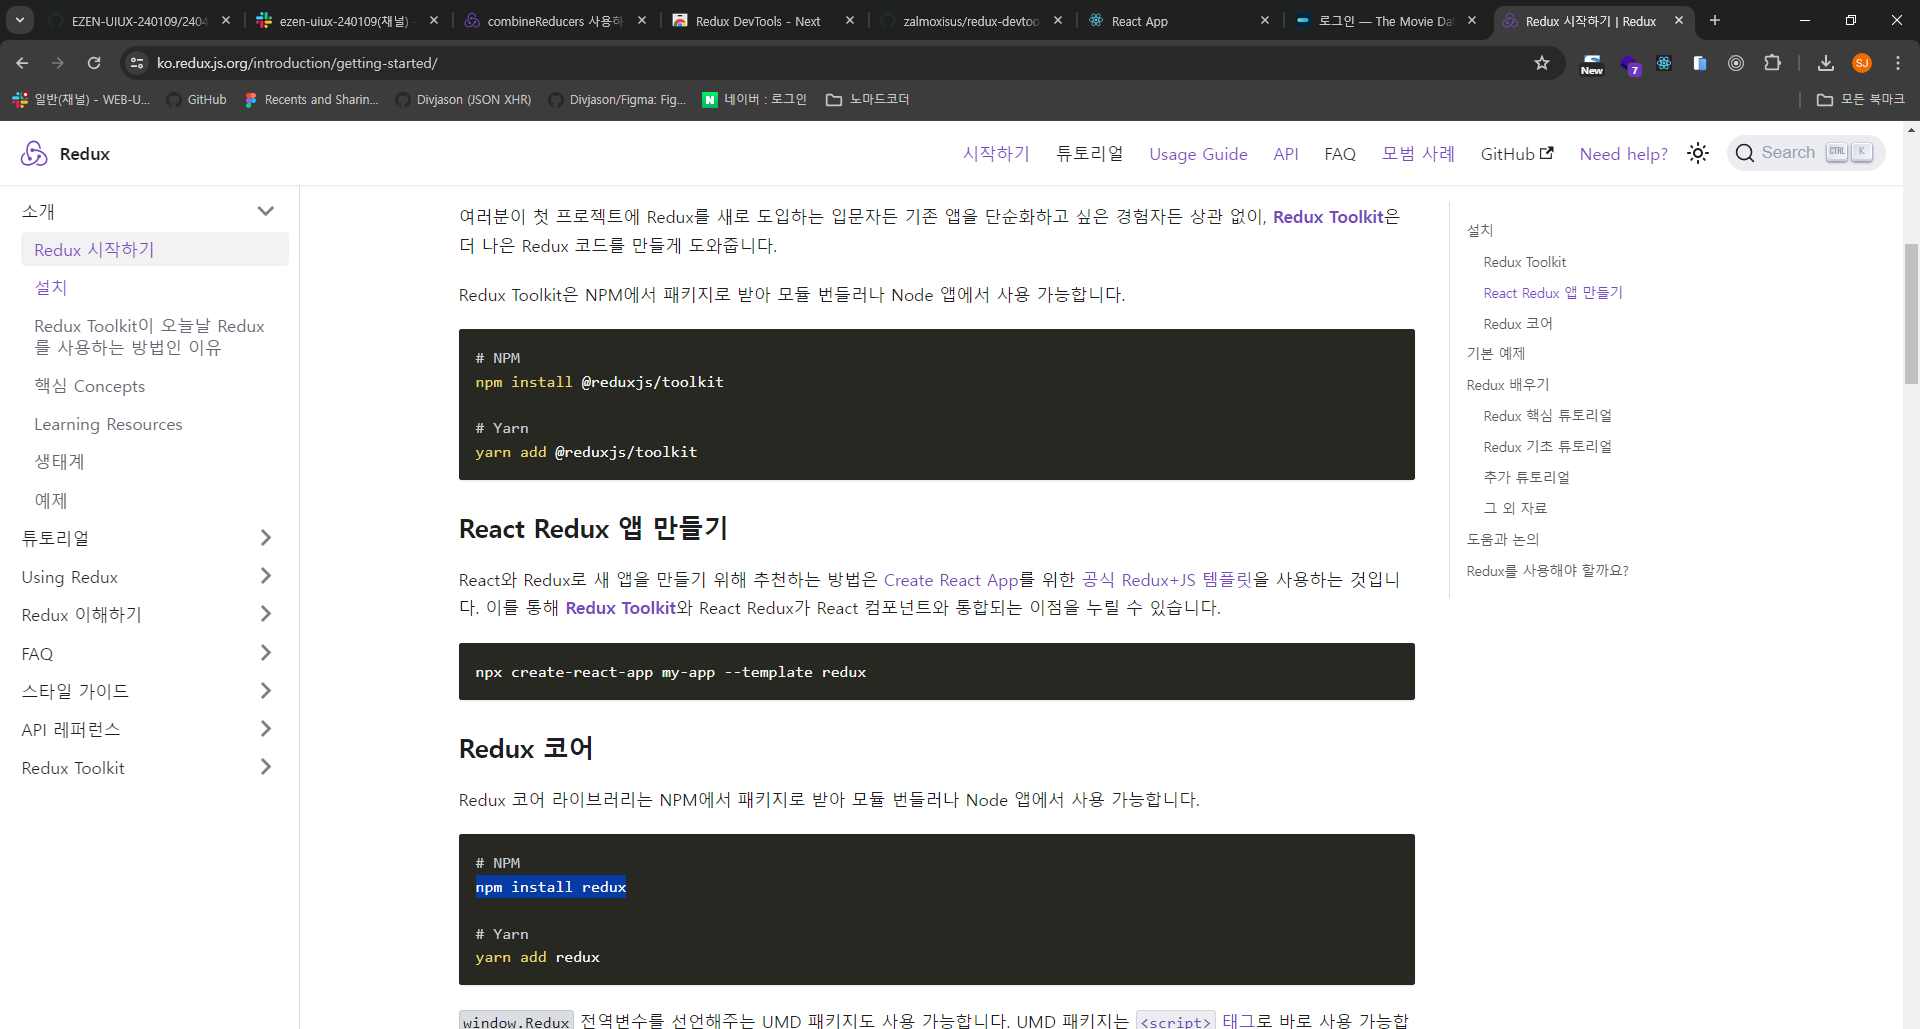 EZEN-UIUX-240109/2404
ezen-uiux-240109(채널) -
combineReducers 사용하
Redux DevTools - Next
zalmoxisus/redux-devtoo
React App
로그인 — The Movie Dat
Redux 시작하기 | Redux
ko.redux.js.org/introduction/getting-started/
New
7
SJ
일반(채널) - WEB-U...
GitHub
Recents and Sharin...
Divjason (JSON XHR)
Divjason/Figma: Fig...
N 네이버 : 로그인
노마드코더
모든 북마크
Redux
시작하기
튜토리얼
Usage Guide
API
FAQ
모범 사례
GitHub
Need help?
Search CTRL K
소개
Redux 시작하기
설치
Redux Toolkit이 오늘날 Redux
를 사용하는 방법인 이유
핵심 Concepts
Learning Resources
생태계
예제
튜토리얼
Using Redux
Redux 이해하기
FAQ
스타일 가이드
API 레퍼런스
Redux Toolkit
여러분이 첫 프로젝트에 Redux를 새로 도입하는 입문자든 기존 앱을 단순화하고 싶은 경험자든 상관 없이, Redux Toolkit은
더 나은 Redux 코드를 만들게 도와줍니다.
Redux Toolkit은 NPM에서 패키지로 받아 모듈 번들러나 Node 앱에서 사용 가능합니다.
# NPM
npm install @reduxjs/toolkit
# Yarn
yarn add @reduxjs/toolkit
React Redux 앱 만들기
React와 Redux로 새 앱을 만들기 위해 추천하는 방법은 Create React App를 위한 공식 Redux+JS 템플릿을 사용하는 것입니
다. 이를 통해 Redux Toolkit와 React Redux가 React 컴포넌트와 통합되는 이점을 누릴 수 있습니다.
npx create-react-app my-app --template redux
Redux 코어
Redux 코어 라이브러리는 NPM에서 패키지로 받아 모듈 번들러나 Node 앱에서 사용 가능합니다.
# NPM
npm install redux
# Yarn
yarn add redux
window.Redux 전역변수를 선언해주는 UMD 패키지도 사용 가능합니다. UMD 패키지는 <script> 태그로 바로 사용 가능합
설치
Redux Toolkit
React Redux 앱 만들기
Redux 코어
기본 예제
Redux 배우기
Redux 핵심 튜토리얼
Redux 기초 튜토리얼
추가 튜토리얼
그 외 자료
도움과 논의
Redux를 사용해야 할까요?